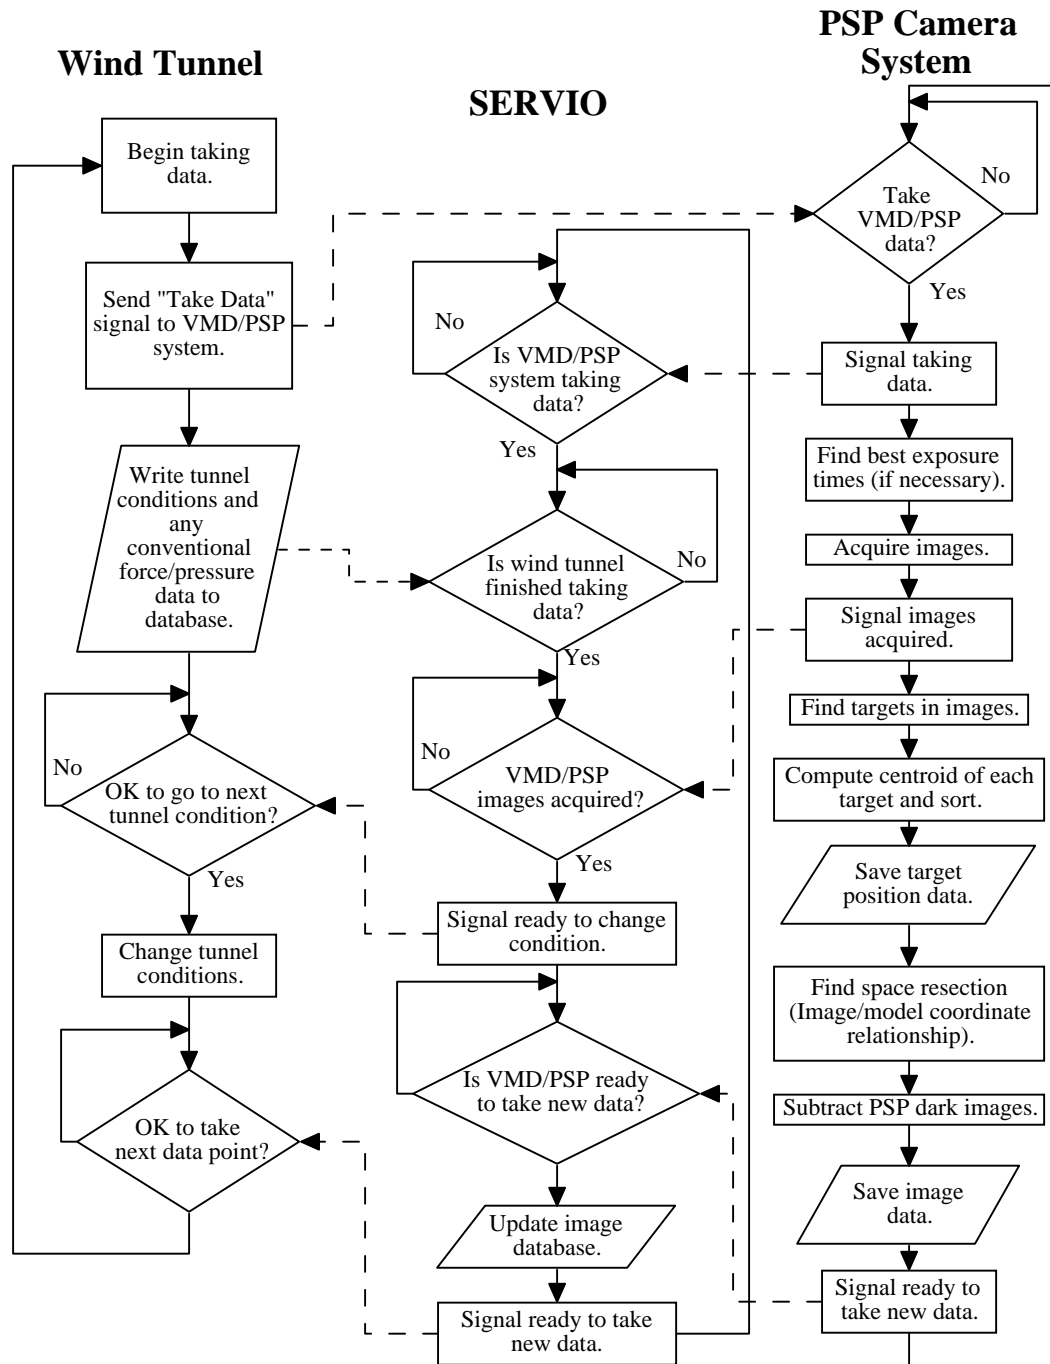 PSP Camera
System
Wind Tunnel
SERVIO
Begin taking
data.
Send "Take Data"
signal to VMD/PSP
system.
Write tunnel
conditions and
any
conventional
force/pressure
data to
database.
No
OK to go to next
tunnel condition?
Yes
Change tunnel
conditions.
OK to take
next data point?
No
Is VMD/PSP
system taking
data?
Yes
No
Is wind tunnel
finished taking
data?
Yes
No
VMD/PSP
images acquired?
Yes
Signal ready to change
condition.
Is VMD/PSP ready
to take new data?
Update image
database.
Signal ready to take
new data.
No
Take
VMD/PSP
data?
Yes
Signal taking
data.
Find best exposure
times (if necessary).
Acquire images.
Signal images
acquired.
Find targets in images.
Compute centroid of each
target and sort.
Save target
position data.
Find space resection
(Image/model coordinate
relationship).
Subtract PSP dark images.
Save image
data.
Signal ready to
take new data.